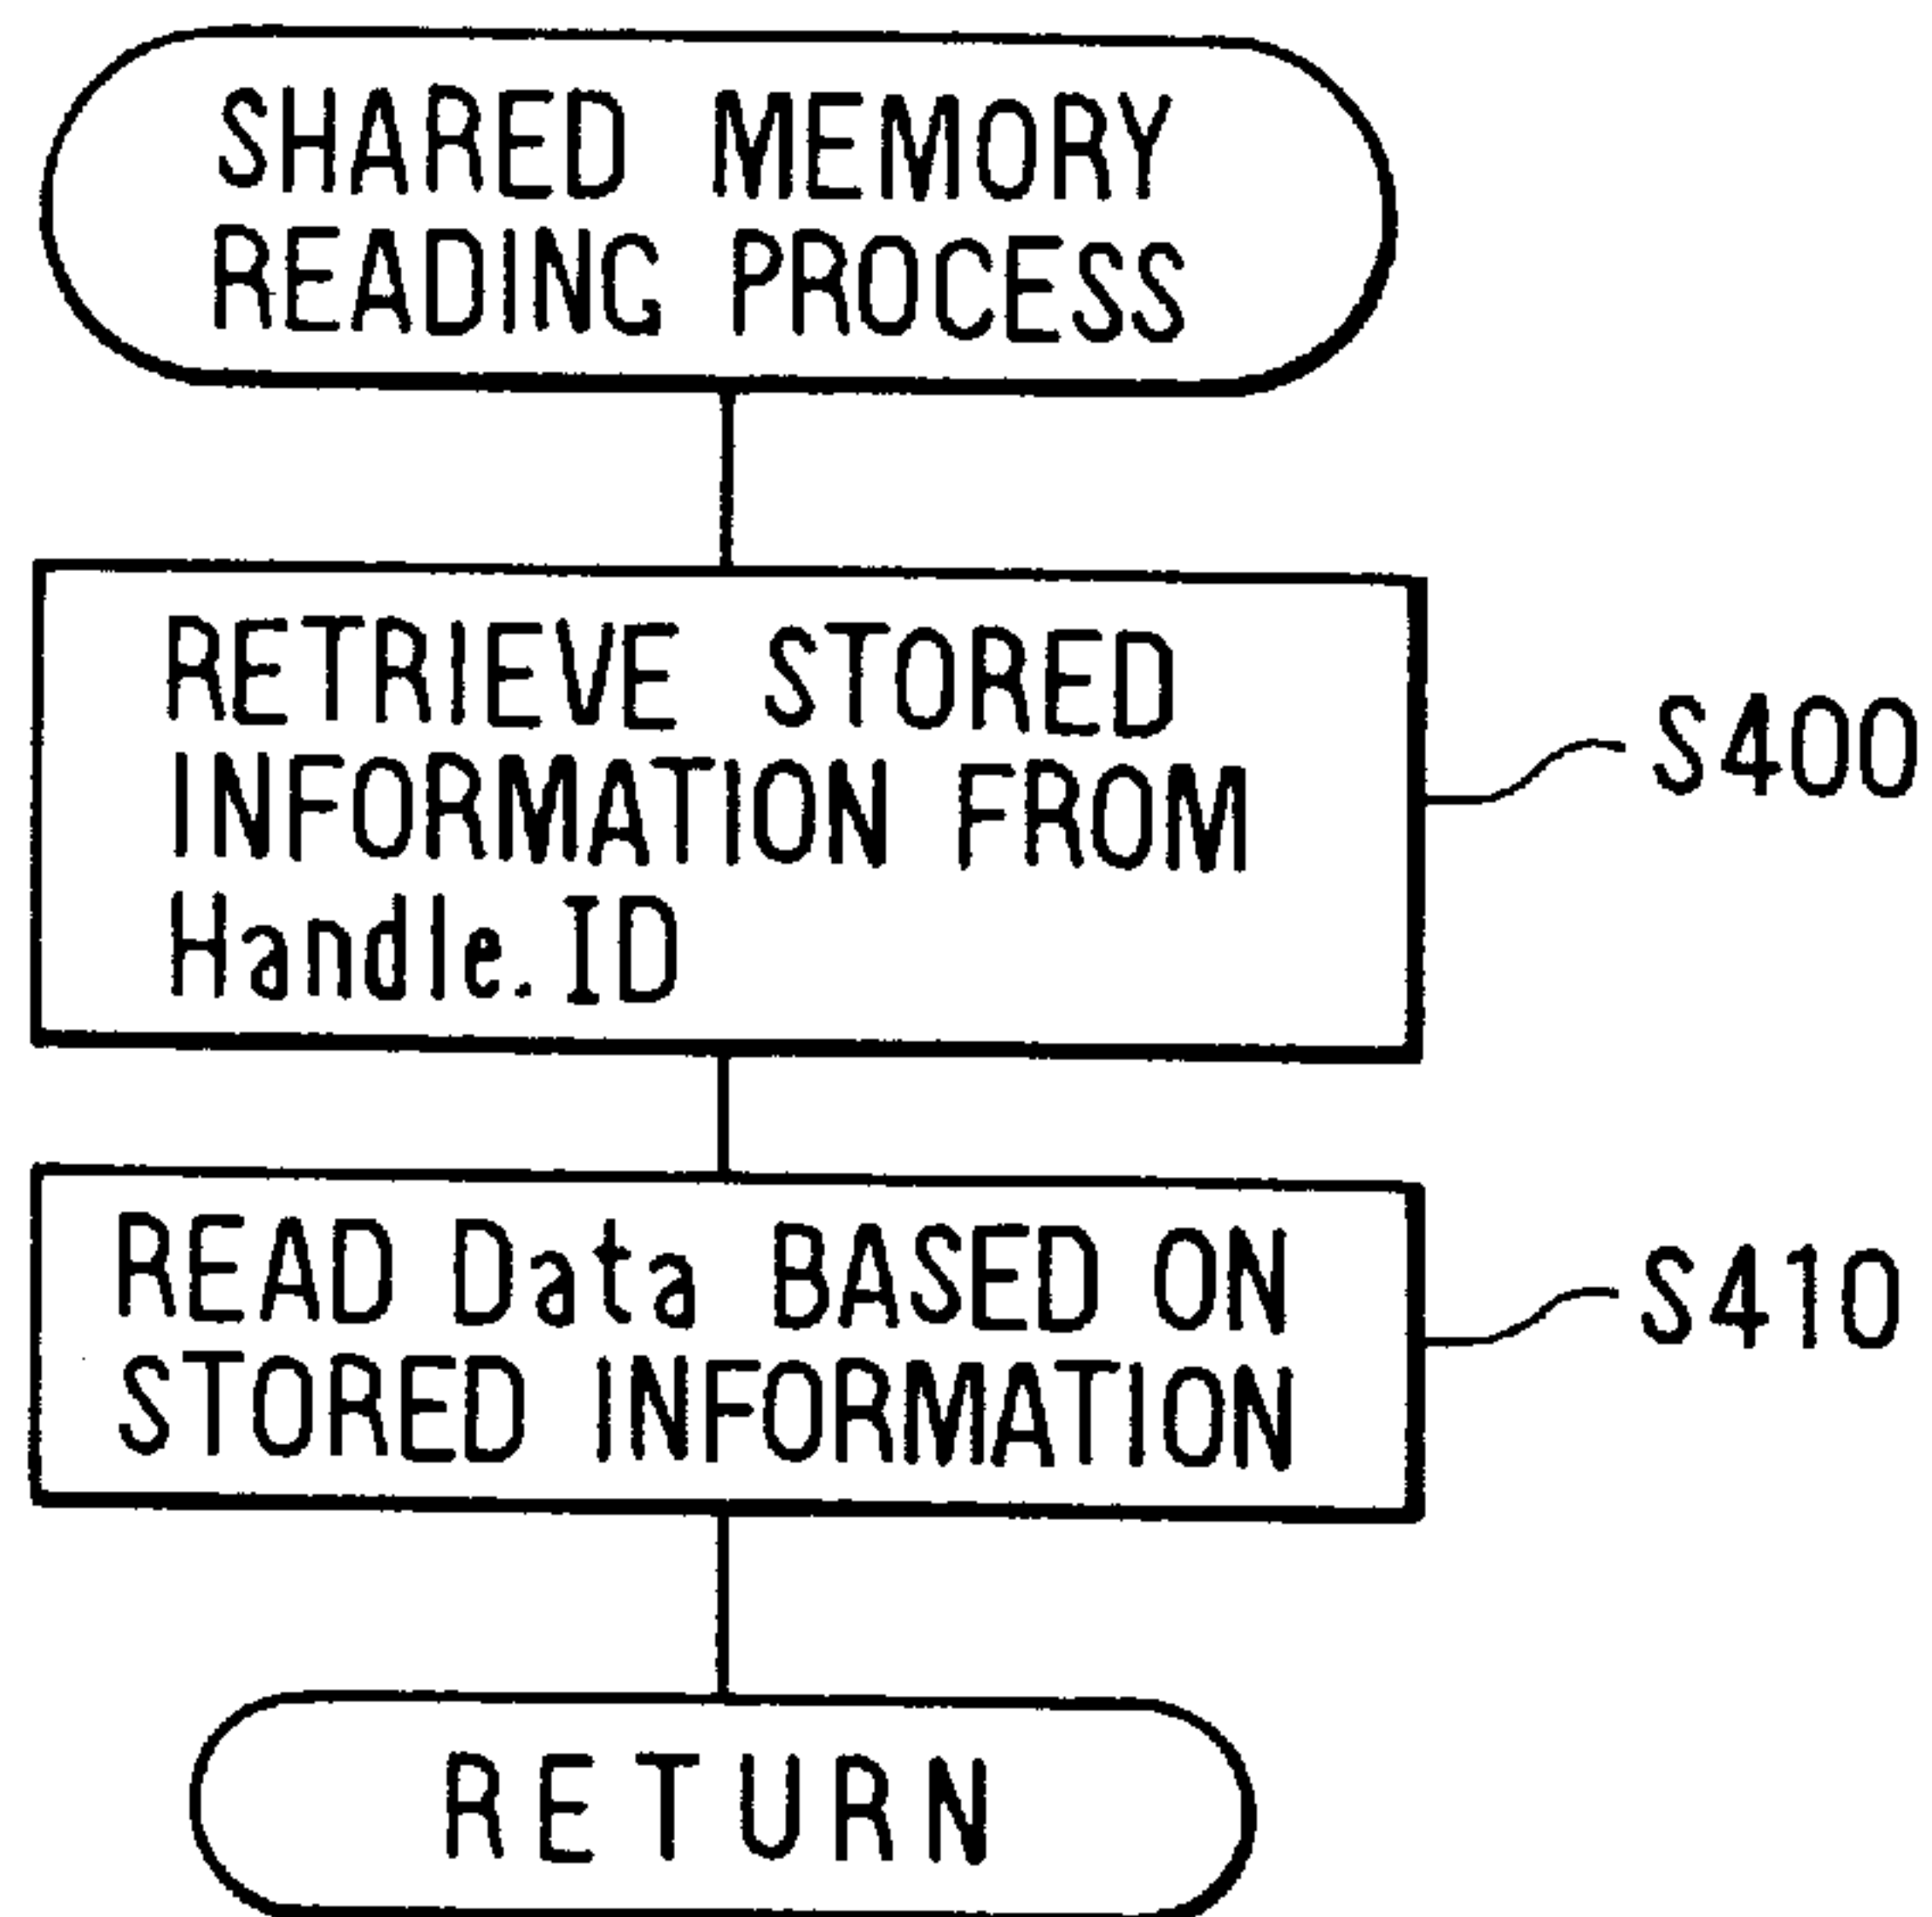 SHARED MEMORY
READING PROCESS
RETRIEVE STORED
INFORMATION FROM
Handle.ID
S400
READ Data BASED ON
STORED INFORMATION
S410
RETURN